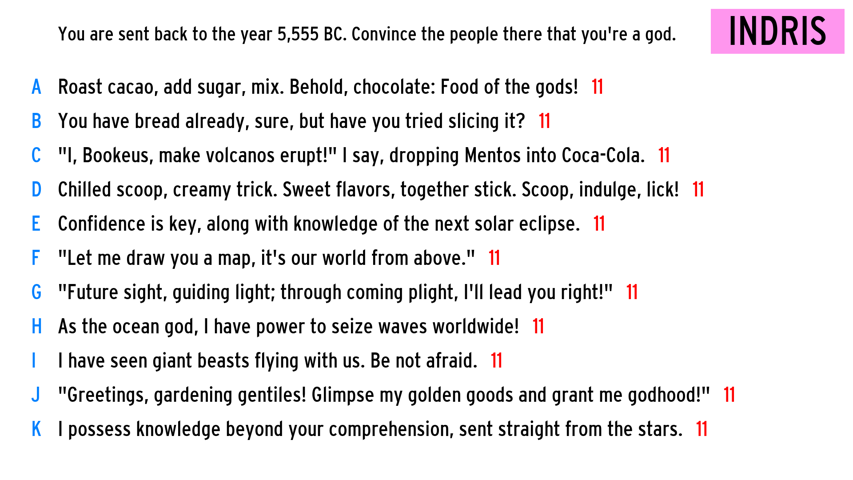 You are sent back to the year 5,555 BC. Convince the people there that you're a god.
INDRIS
A Roast cacao, add sugar, mix. Behold, chocolate: Food of the gods! 11
B You have bread already, sure, but have you tried slicing it? 11
C "I, Bookeus, make volcanos erupt!" I say, dropping Mentos into Coca-Cola. 11
D Chilled scoop, creamy trick. Sweet flavors, together stick. Scoop, indulge, lick! 11
E Confidence is key, along with knowledge of the next solar eclipse. 11
F "Let me draw you a map, it's our world from above." 11
G "Future sight, guiding light; through coming plight, I'll lead you right!" 11
H As the ocean god, I have power to seize waves worldwide! 11
I I have seen giant beasts flying with us. Be not afraid. 11
J "Greetings, gardening gentiles! Glimpse my golden goods and grant me godhood!" 11
K I possess knowledge beyond your comprehension, sent straight from the stars. 11